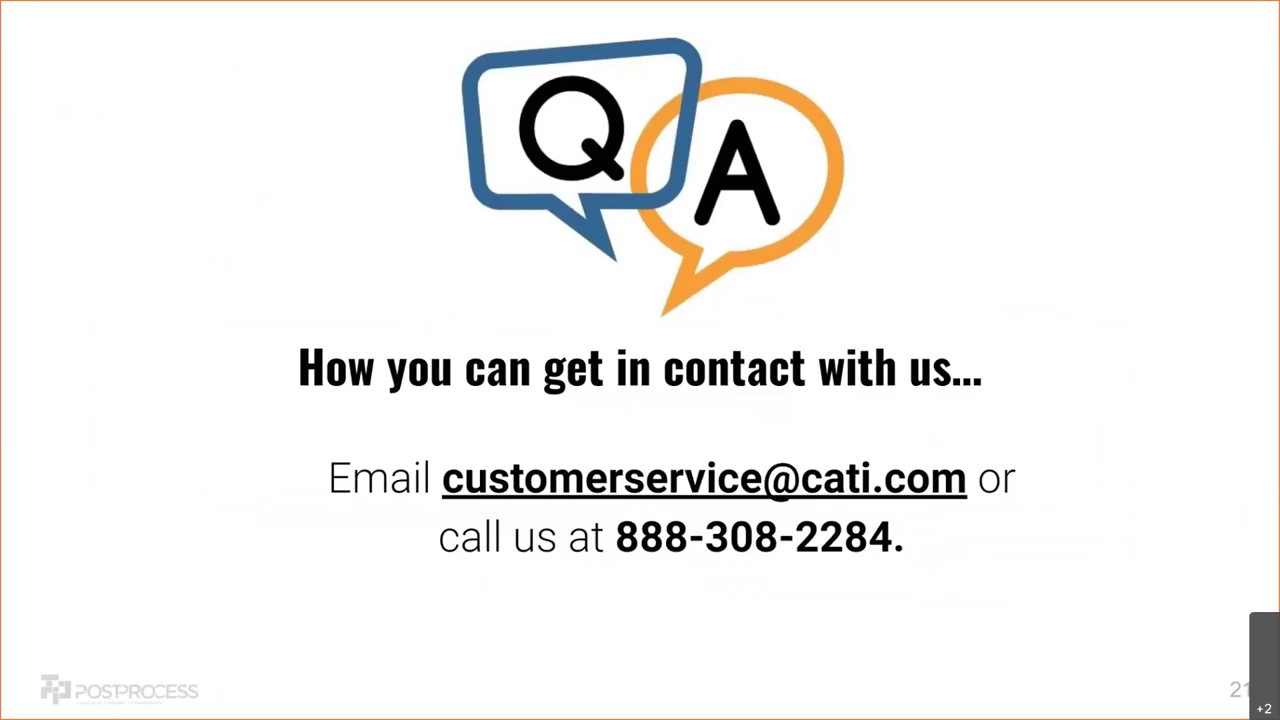 Q A
How you can get in contact with us...
Email customerservice@cati.com or
call us at 888-308-2284.
POSTPROCESS
21
+2